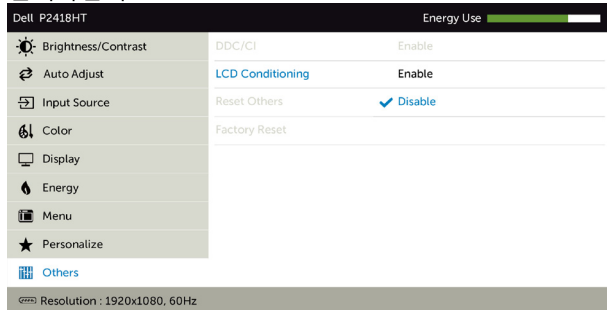 Dell P2418HT Energy Use
Brightness/Contrast DDC/CI Enable
Auto Adjust LCD Conditioning Enable
Input Source Reset Others Disable
Color Factory Reset
Display
Energy
Menu
Personalize
Others
Resolution : 1920x1080, 60Hz